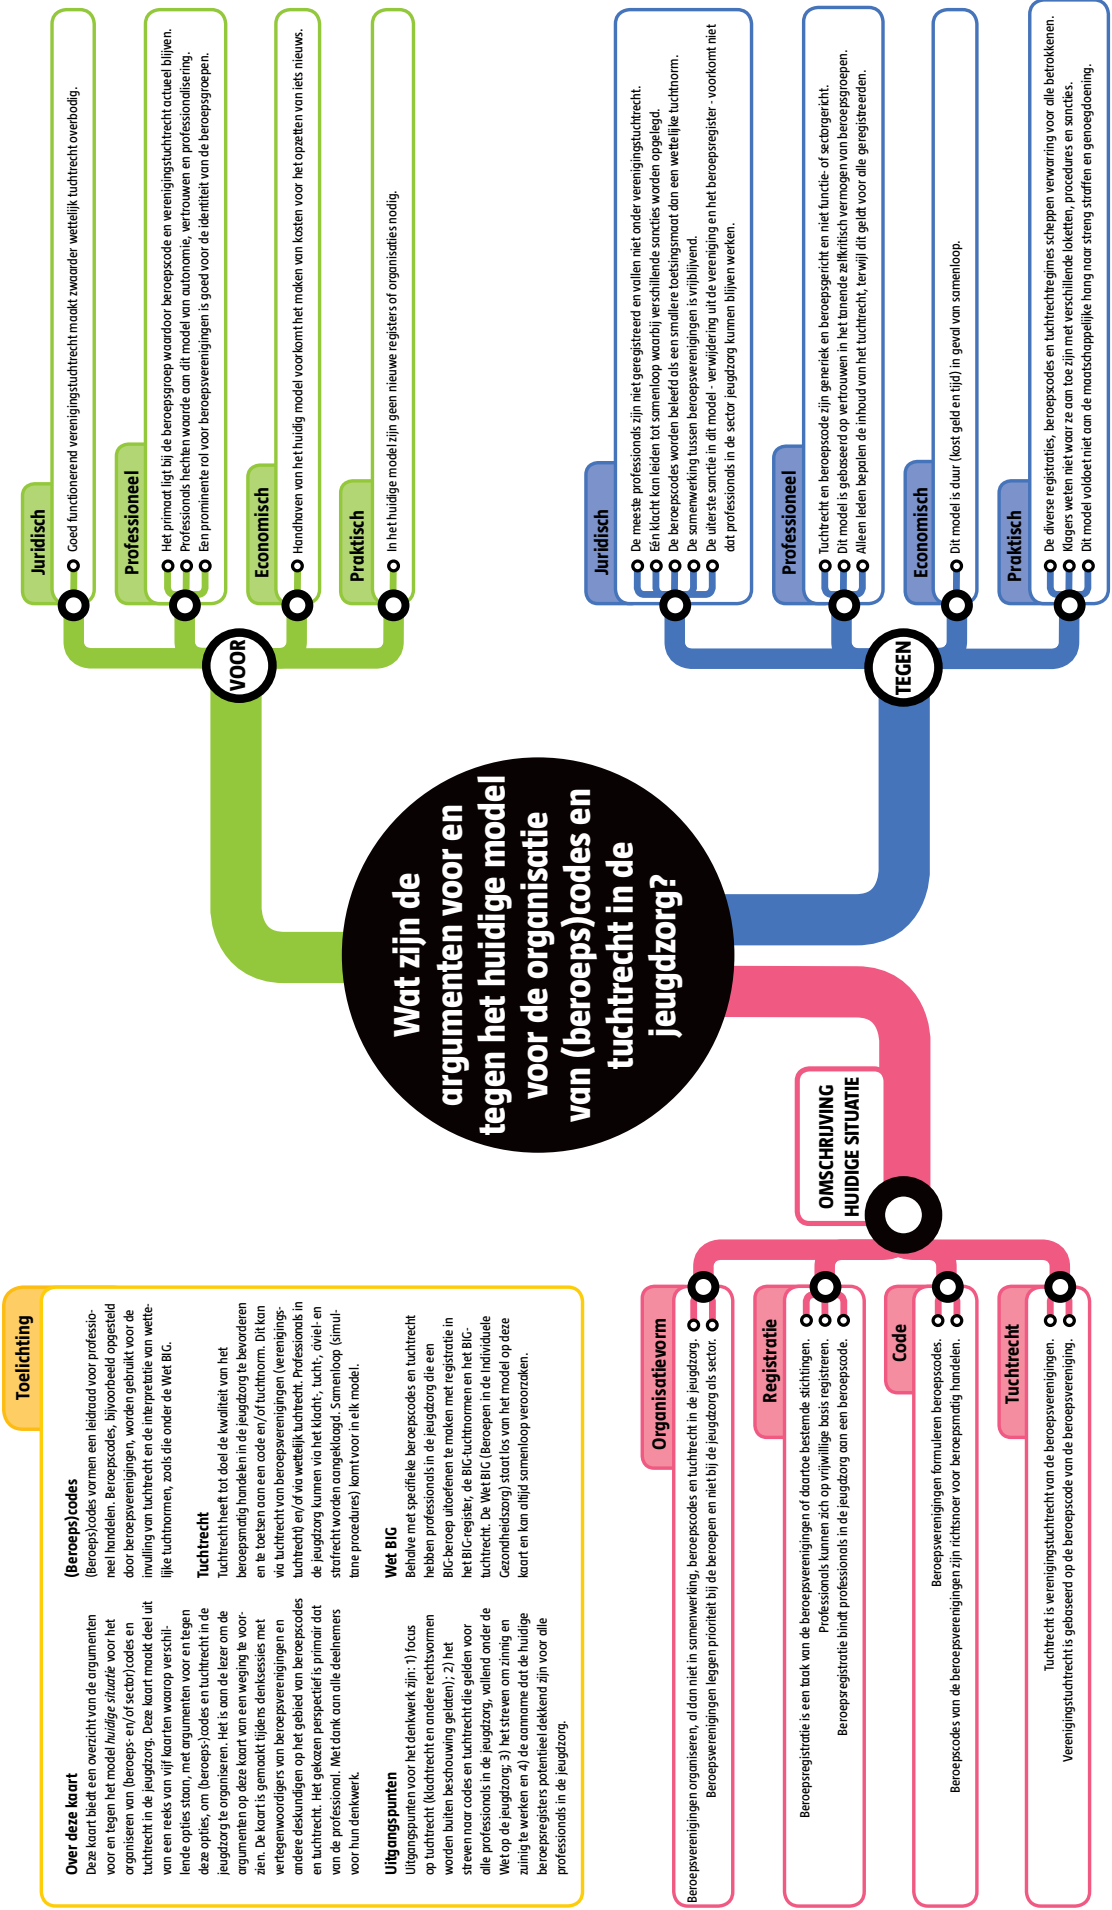 Toelichting
Over deze kaart
Deze kaart biedt een overzicht van de argumenten
voor en tegen het model huidige situatie voor het
organiseren van (beroeps- en/of sector)codes en
tuchtrecht in de jeugdzorg. Deze kaart maakt deel uit
van een reeks van vijf kaarten waarop verschil-
lende opties staan, met argumenten voor en tegen
deze opties, om (beroeps-)codes en tuchtrecht in de
jeugdzorg te organiseren. Het is aan de lezer om de
argumenten op deze kaart van een weging te voor-
zien. De kaart is gemaakt tijdens denksessies met
vertegenwoordigers van beroepsverenigingen en
andere deskundigen op het gebied van beroepscodes
en tuchtrecht. Het gekozen perspectief is primair dat
van de professional. Met dank aan alle deelnemers
voor hun denkwerk.
Uitgangspunten
Uitgangspunten voor het denkwerk zijn: 1) focus
op tuchtrecht (klachtrecht en andere rechtsvormen
worden buiten beschouwing gelaten); 2) het
streven naar codes en tuchtrecht die gelden voor
alle professionals in de jeugdzorg, vallend onder de
Wet op de jeugdzorg; 3) het streven om zinnig en
zuinig te werken en 4) de aanname dat de huidige
beroepsregisters potentieel dekkend zijn voor alle
professionals in de jeugdzorg.
(Beroeps)codes
(Beroeps)codes vormen een leidraad voor professio-
neel handelen. Beroepscodes, bijvoorbeeld opgesteld
door beroepsverenigingen, worden gebruikt voor de
invulling van tuchtrecht en de interpretatie van wette-
lijke tuchtnormen, zoals die onder de Wet BIG.
Tuchtrecht
Tuchtrecht heeft tot doel de kwaliteit van het
beroepsmatig handelen in de jeugdzorg te bevorderen
en te toetsen aan een code en/of tuchtnorm. Dit kan
via tuchtrecht van beroepsverenigingen (verenigings-
tuchtrecht) en/of via wettelijk tuchtrecht. Professionals in
de jeugdzorg kunnen via het klacht-, tucht-, civiel- en
strafrecht worden aangeklaagd. Samenloop (simul-
tane procedures) komt voor in elk model.
Wet BIG
Behalve met specifieke beroepscodes en tuchtrecht
hebben professionals in de jeugdzorg die een
BIG-beroep uitoefenen te maken met registratie in
het BIG-register, de BIG-tuchtnormen en het BIG-
tuchtrecht. De Wet BIG (Beroepen in de Individuele
Gezondheidszorg) staat los van het model op deze
kaart en kan altijd samenloop veroorzaken.
Wat zijn de
argumenten voor en
tegen het huidige model
voor de organisatie
van (beroeps)codes en
tuchtrecht in de
jeugdzorg?
VOOR
Juridisch
Goed functionerend verenigingstuchtrecht maakt zwaarder wettelijk tuchtrecht overbodig.
Professioneel
Het primaat ligt bij de beroepsgroep waardoor beroepscode en verenigingstuchtrecht actueel blijven.
Professionals hechten waarde aan dit model van autonomie, vertrouwen en professionalisering.
Een prominente rol voor beroepsverenigingen is goed voor de identiteit van de beroepsgroepen.
Economisch
Handhaven van het huidig model voorkomt het maken van kosten voor het opzetten van iets nieuws.
Praktisch
In het huidige model zijn geen nieuwe registers of organisaties nodig.
TEGEN
Juridisch
De meeste professionals zijn niet geregistreerd en vallen niet onder verenigingstuchtrecht.
Eén klacht kan leiden tot samenloop waarbij verschillende sancties worden opgelegd.
De beroepscodes worden beleefd als een smallere toetsingsmaat dan een wettelijke tuchtnorm.
De samenwerking tussen beroepsverenigingen is vrijblijvend.
De uiterste sanctie in dit model - verwijdering uit de vereniging en het beroepsregister - voorkomt niet
dat professionals in de sector jeugdzorg kunnen blijven werken.
Professioneel
Tuchtrecht en beroepscode zijn generiek en beroepsgericht en niet functie- of sectorgericht.
Dit model is gebaseerd op vertrouwen in het tanende zelfkritisch vermogen van beroepsgroepen.
Alleen leden bepalen de inhoud van het tuchtrecht, terwijl dit geldt voor alle geregistreerden.
Economisch
Dit model is duur (kost geld en tijd) in geval van samenloop.
Praktisch
De diverse registraties, beroepscodes en tuchtrechtregimes scheppen verwarring voor alle betrokkenen.
Klagers weten niet waar ze aan toe zijn met verschillende loketten, procedures en sancties.
Dit model voldoet niet aan de maatschappelijke hang naar streng straffen en genoegdoening.
OMSCHRIJVING
HUIDIGE SITUATIE
Organisatievorm
Beroepsverenigingen organiseren, al dan niet in samenwerking, beroepscodes en tuchtrecht in de jeugdzorg.
Beroepsverenigingen leggen prioriteit bij de beroepen en niet bij de jeugdzorg als sector.
Registratie
Beroepsregistratie is een taak van de beroepsverenigingen of daartoe bestemde stichtingen.
Professionals kunnen zich op vrijwillige basis registreren.
Beroepsregistratie bindt professionals in de jeugdzorg aan een beroepscode.
Code
Beroepsverenigingen formuleren beroepscodes.
Beroepscodes van de beroepsverenigingen zijn richtsnoer voor beroepsmatig handelen.
Tuchtrecht
Tuchtrecht is verenigingstuchtrecht van de beroepsverenigingen.
Verenigingstuchtrecht is gebaseerd op de beroepscode van de beroepsvereniging.